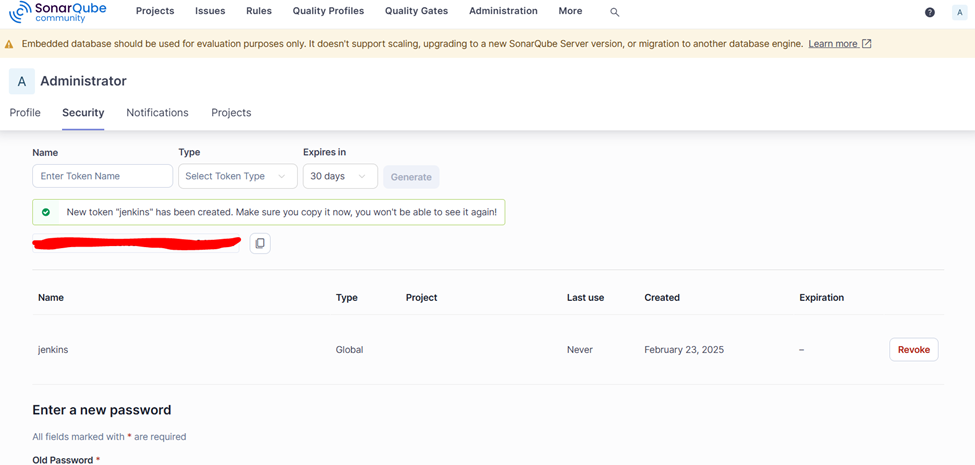 SonarQube
community
Projects Issues Rules Quality Profiles Quality Gates Administration More
? A
Embedded database should be used for evaluation purposes only. It doesn't support scaling, upgrading to a new SonarQube Server version, or migration to another database engine. Learn more
A Administrator
Profile Security Notifications Projects
Name Type Expires in
Enter Token Name Select Token Type 30 days Generate
New token "jenkins" has been created. Make sure you copy it now, you won't be able to see it again!
Name Type Project Last use Created Expiration
jenkins Global Never February 23, 2025 – Revoke
Enter a new password
All fields marked with * are required
Old Password *